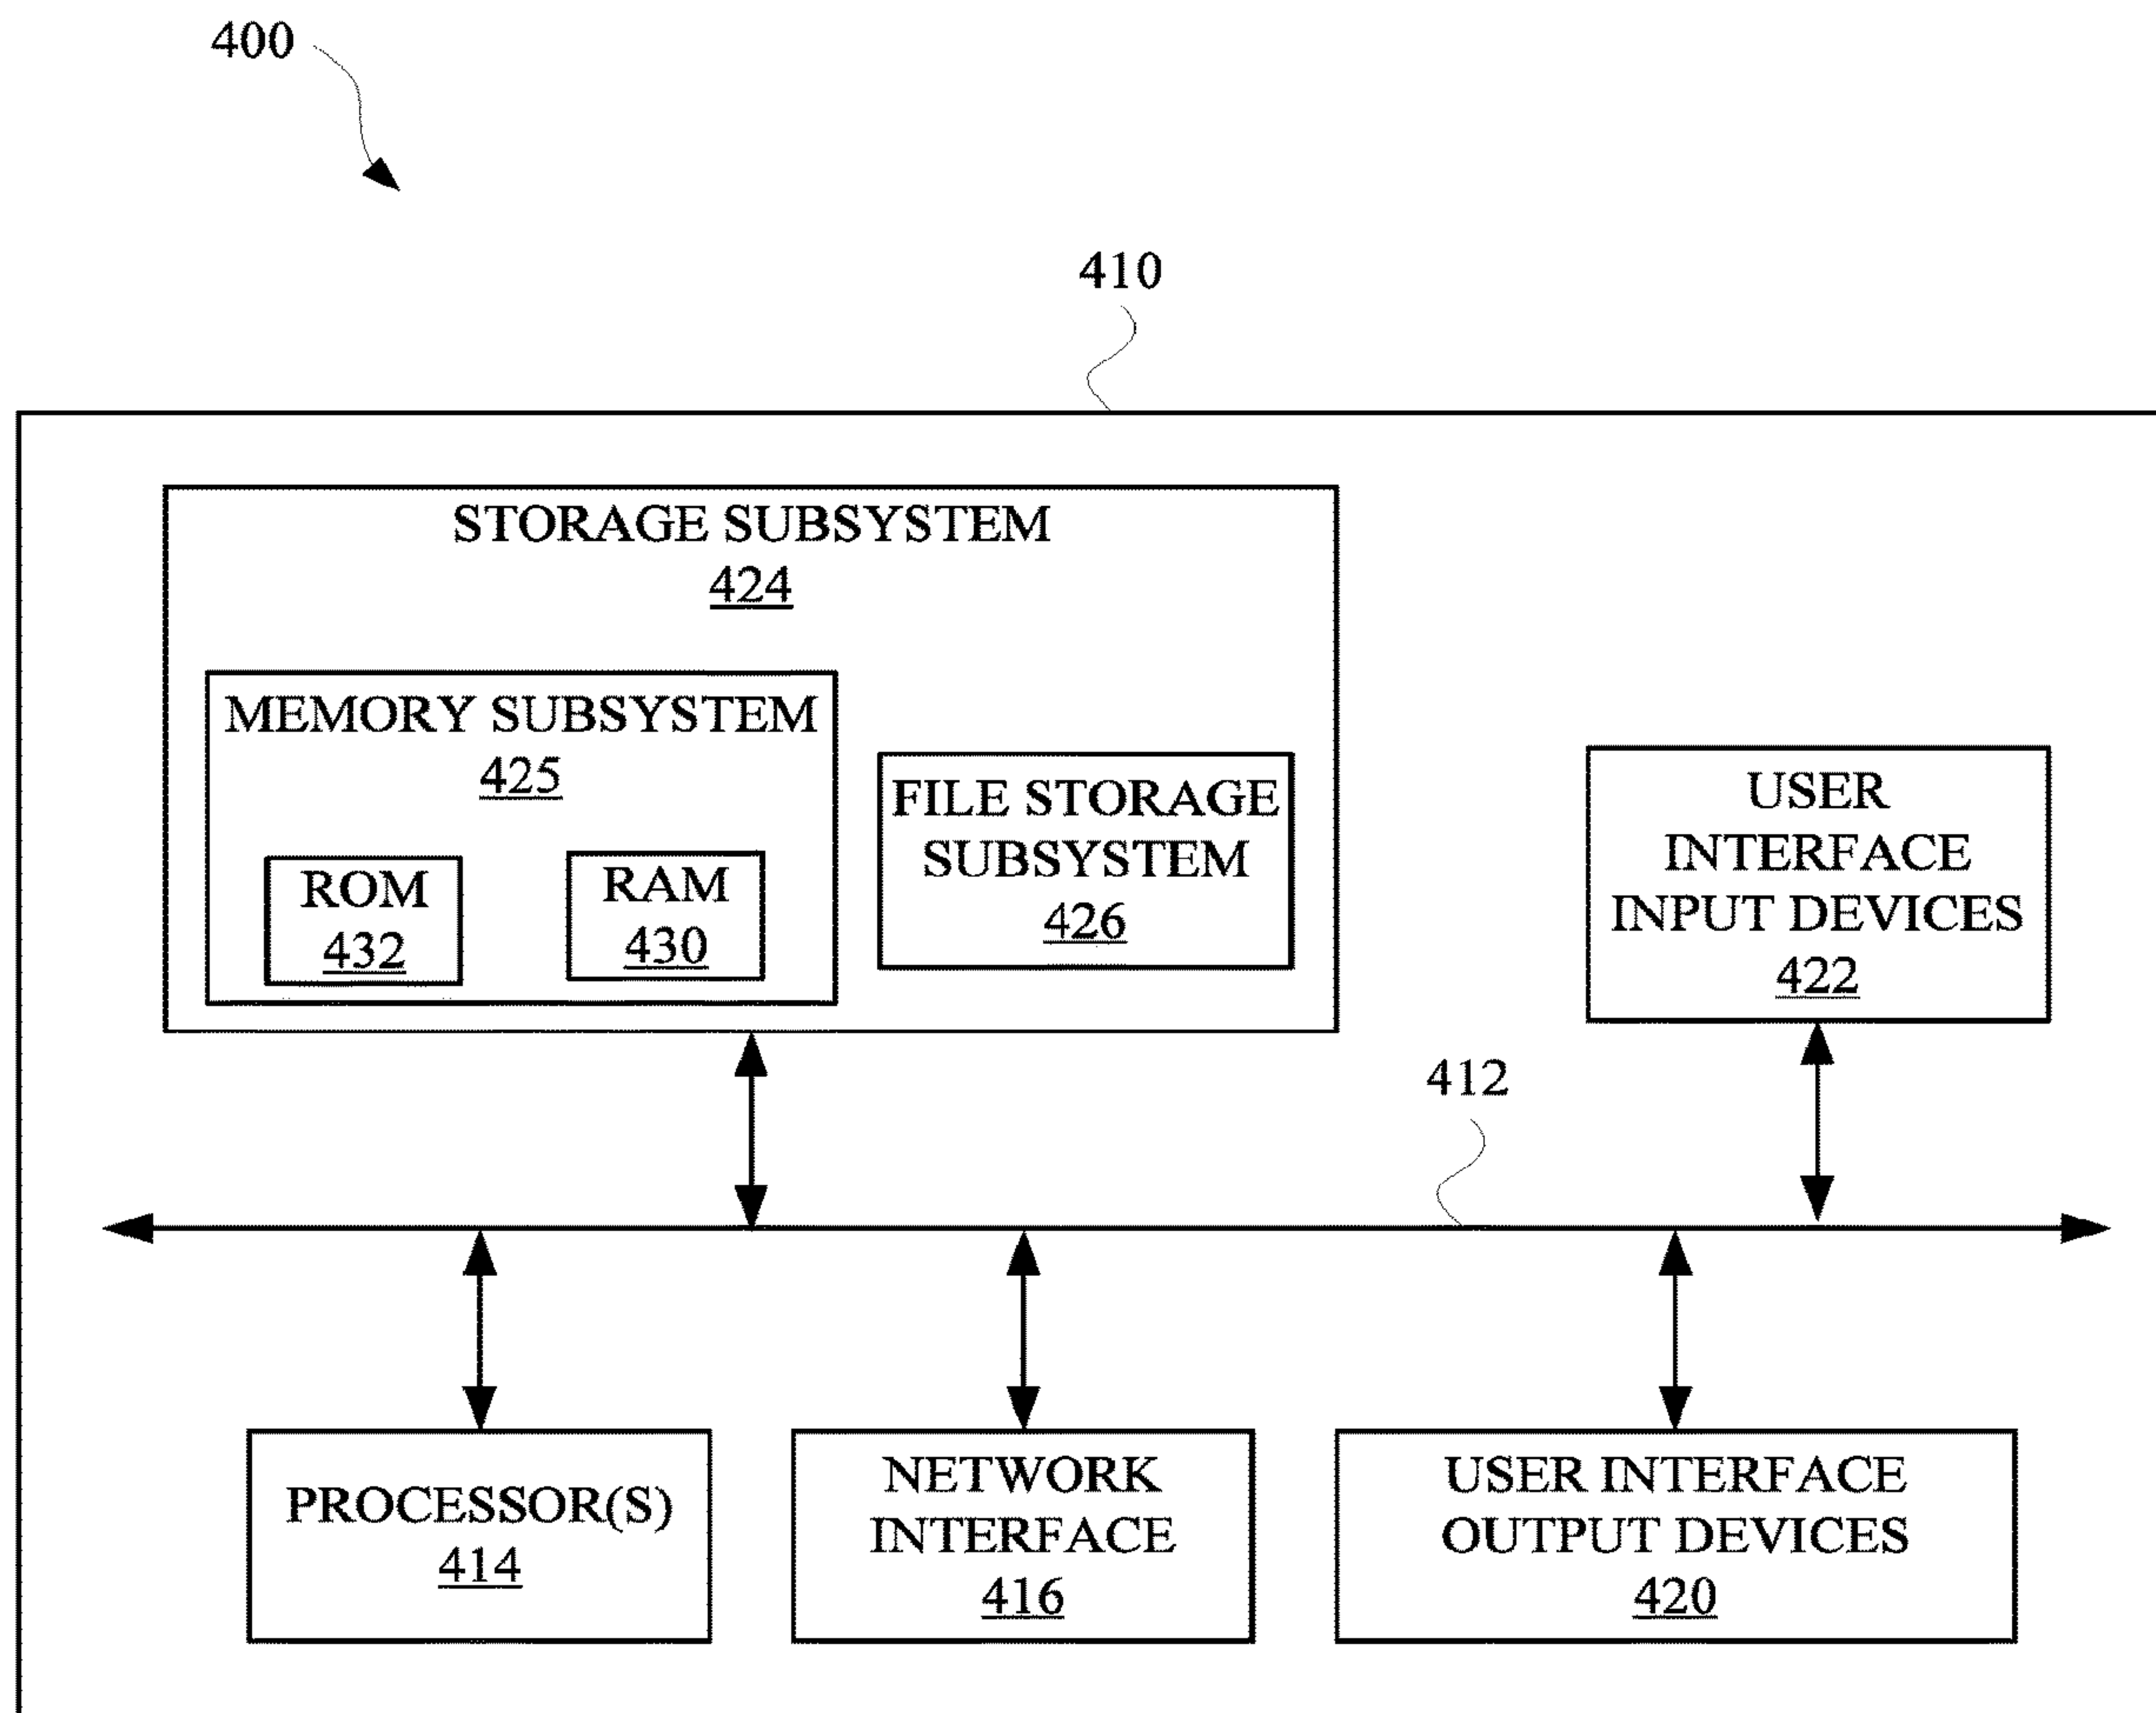 400
410
STORAGE SUBSYSTEM
424
MEMORY SUBSYSTEM
425
ROM
432
RAM
430
FILE STORAGE
SUBSYSTEM
426
USER
INTERFACE
INPUT DEVICES
422
412
PROCESSOR(S)
414
NETWORK
INTERFACE
416
USER INTERFACE
OUTPUT DEVICES
420